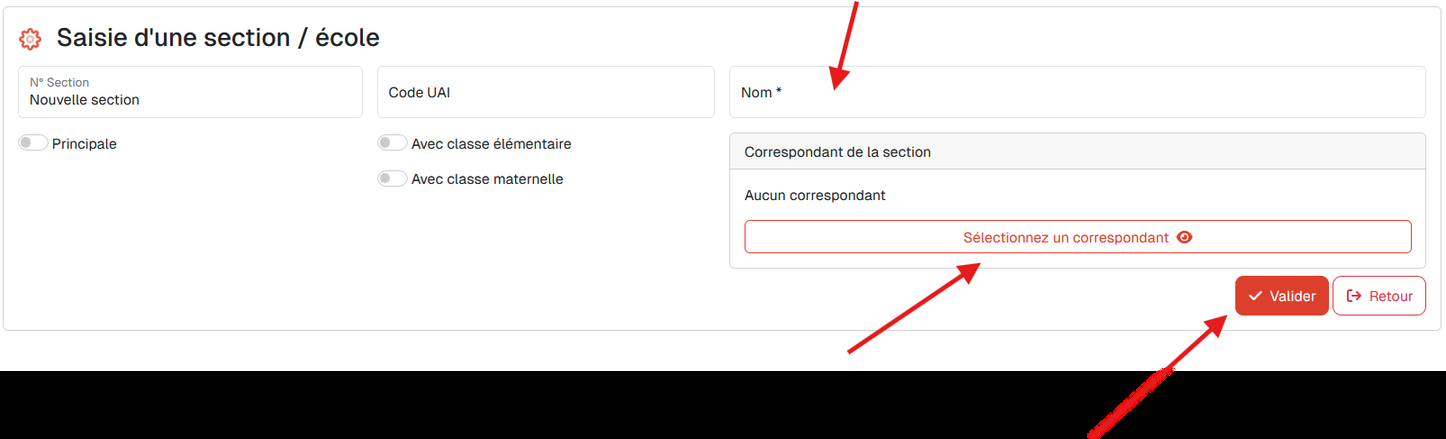 Saisie d'une section / école
N° Section
Nouvelle section
Code UAI
Nom *
Principale
Avec classe élémentaire
Avec classe maternelle
Correspondant de la section
Aucun correspondant
Sélectionnez un correspondant
Valider
Retour